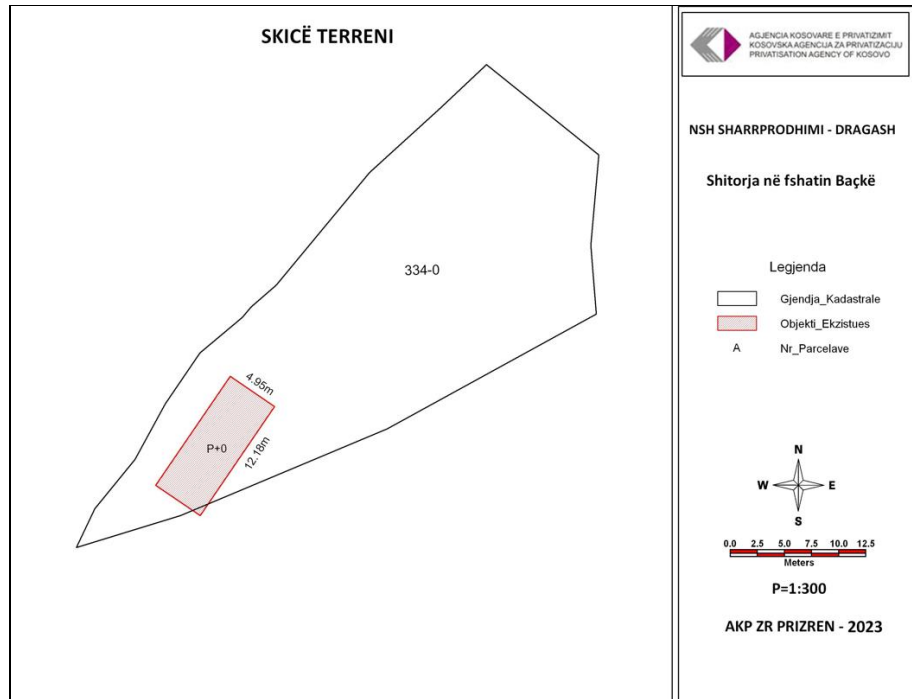 SKICË TERRENI
334-0
4.95m
12.18m
P+0
AGJENCIA KOSOVARE E PRIVATIZIMIT
KOSOVSKA AGENCIJA ZA PRIVATIZACIJU
PRIVATISATION AGENCY OF KOSOVO
NSH SHARRPRODHIMI - DRAGASH
Shitorja në fshatin Baçkë
Legjenda
Gjendja_Kadastrale
Objekti_Ekzistues
A Nr_Parcelave
N
W E
S
0.0 2.5 5.0 7.5 10.0 12.5
Meters
P=1:300
AKP ZR PRIZREN - 2023